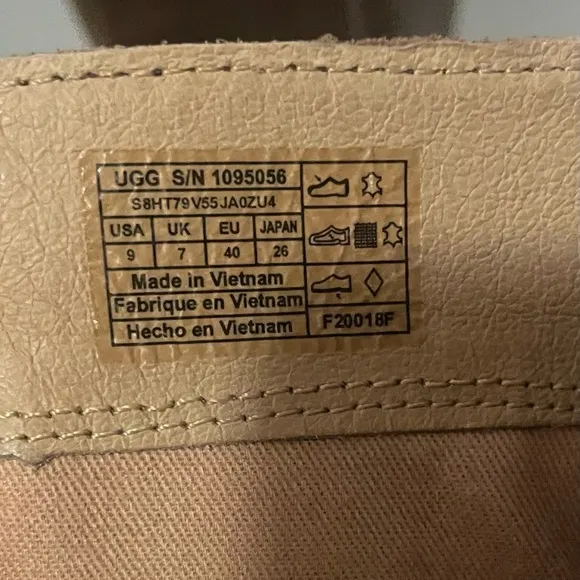 UGG S/N 1095056
S8HT79V55JA0ZU4
USA UK EU JAPAN
9 7 40 26
Made in Vietnam
Fabrique en Vietnam
Hecho en Vietnam F20018F